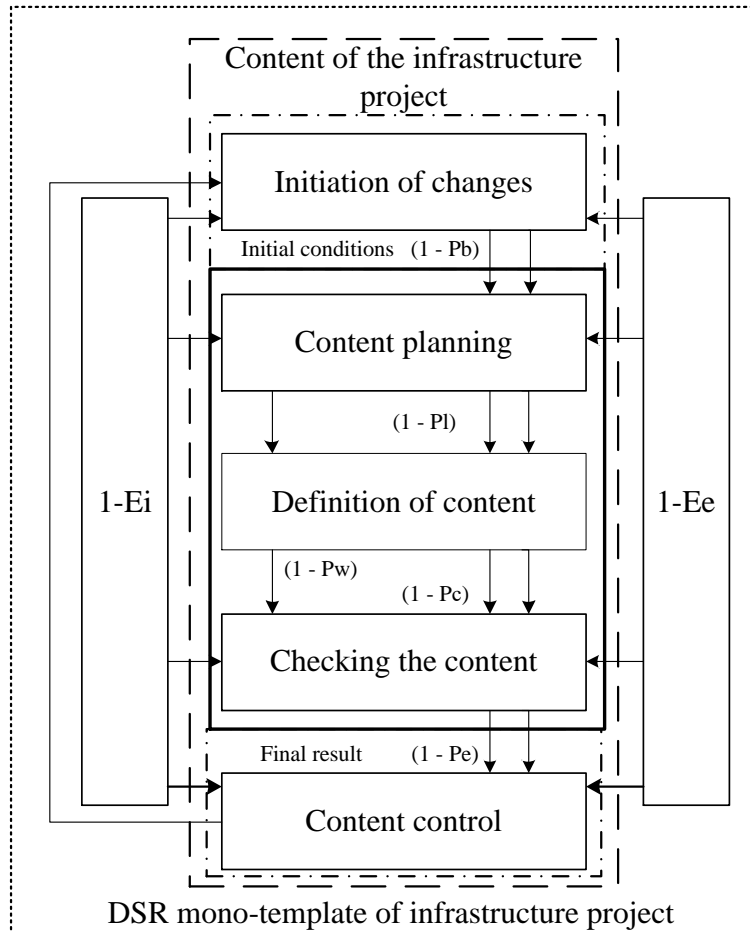 Content of the infrastructure
project
Initiation of changes
Initial conditions (1 - Pb)
Content planning
(1 - Pl)
1-Ei
Definition of content
1-Ee
(1 - Pw)
(1 - Pc)
Checking the content
Final result (1 - Pe)
Content control
DSR mono-template of infrastructure project